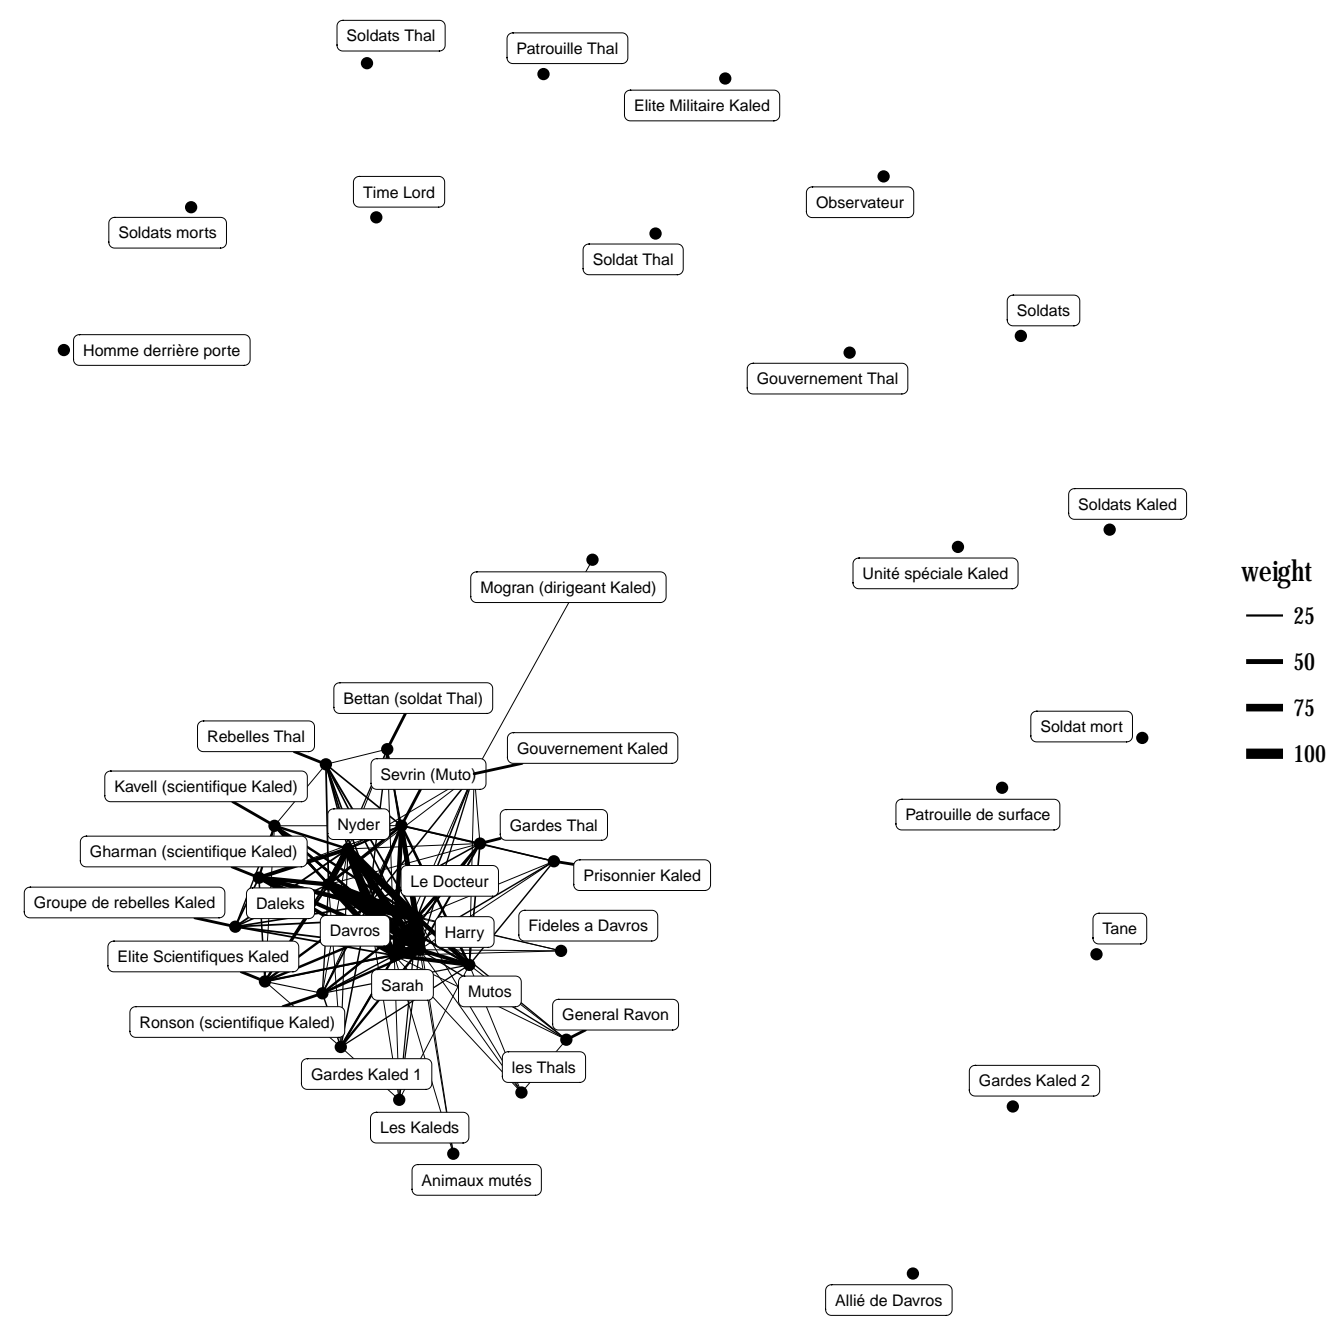 Soldats Thal
Patrouille Thal
Elite Militaire Kaled
Time Lord
Observateur
Soldats morts
Soldat Thal
Soldats
Homme derrière porte
Gouvernement Thal
Soldats Kaled
Unité spéciale Kaled
Mogran (dirigeant Kaled)
weight
25
50
75
100
Bettan (soldat Thal)
Soldat mort
Rebelles Thal
Gouvernement Kaled
Sevrin (Muto)
Kavell (scientifique Kaled)
Patrouille de surface
Nyder
Gardes Thal
Gharman (scientifique Kaled)
Prisonnier Kaled
Le Docteur
Groupe de rebelles Kaled
Daleks
Fideles a Davros
Tane
Davros
Harry
Elite Scientifiques Kaled
Sarah
Mutos
General Ravon
Ronson (scientifique Kaled)
les Thals
Gardes Kaled 1
Gardes Kaled 2
Les Kaleds
Animaux mutés
Allié de Davros